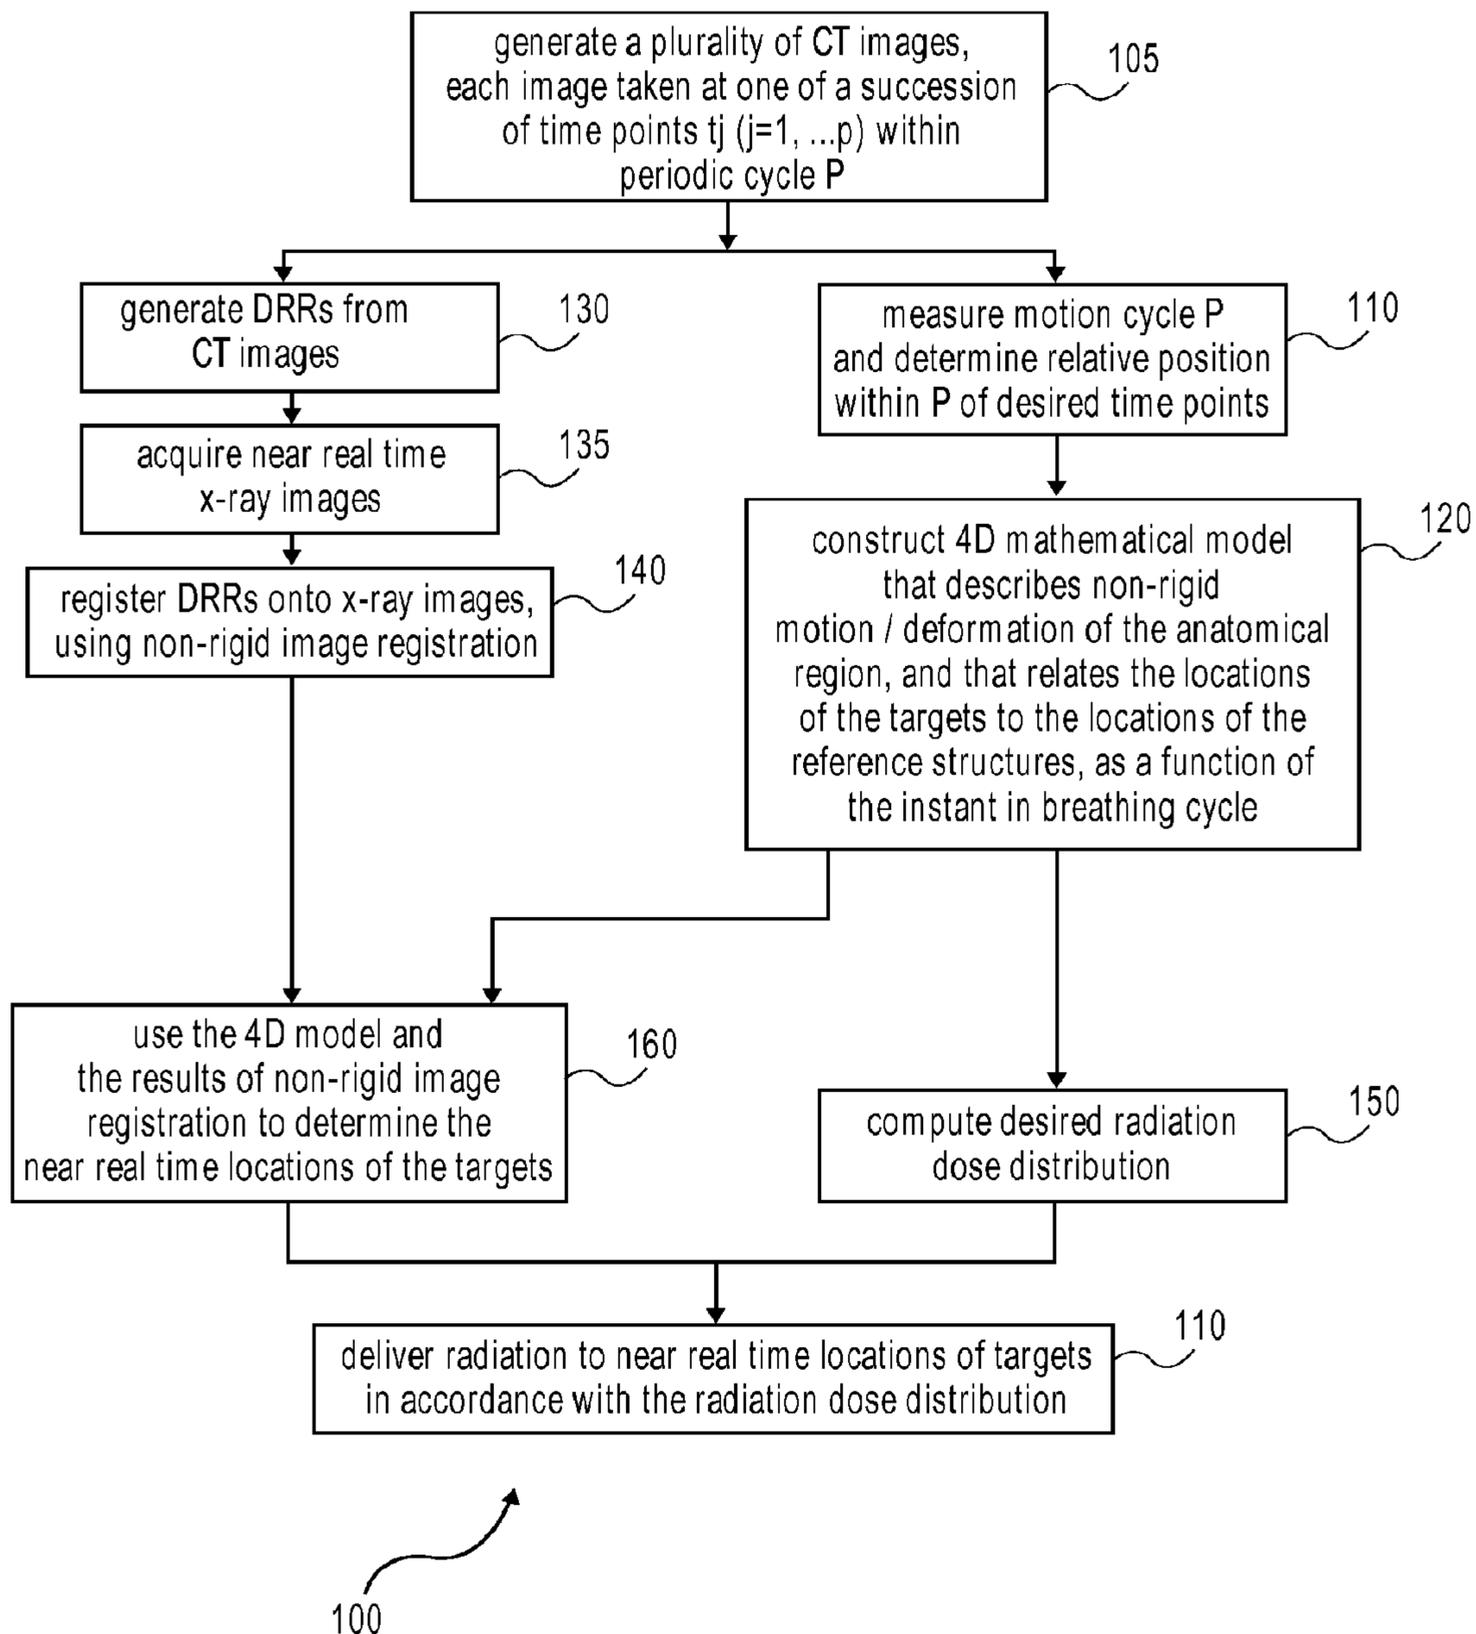 generate a plurality of CT images,
each image taken at one of a succession
of time points tj (j=1, ...p) within
periodic cycle P
105
generate DRRs from
CT images
130
measure motion cycle P
and determine relative position
within P of desired time points
110
acquire near real time
x-ray images
135
register DRRs onto x-ray images,
using non-rigid image registration
140
construct 4D mathematical model
that describes non-rigid
motion / deformation of the anatomical
region, and that relates the locations
of the targets to the locations of the
reference structures, as a function of
the instant in breathing cycle
120
use the 4D model and
the results of non-rigid image
registration to determine the
near real time locations of the targets
160
compute desired radiation
dose distribution
150
deliver radiation to near real time locations of targets
in accordance with the radiation dose distribution
110
100